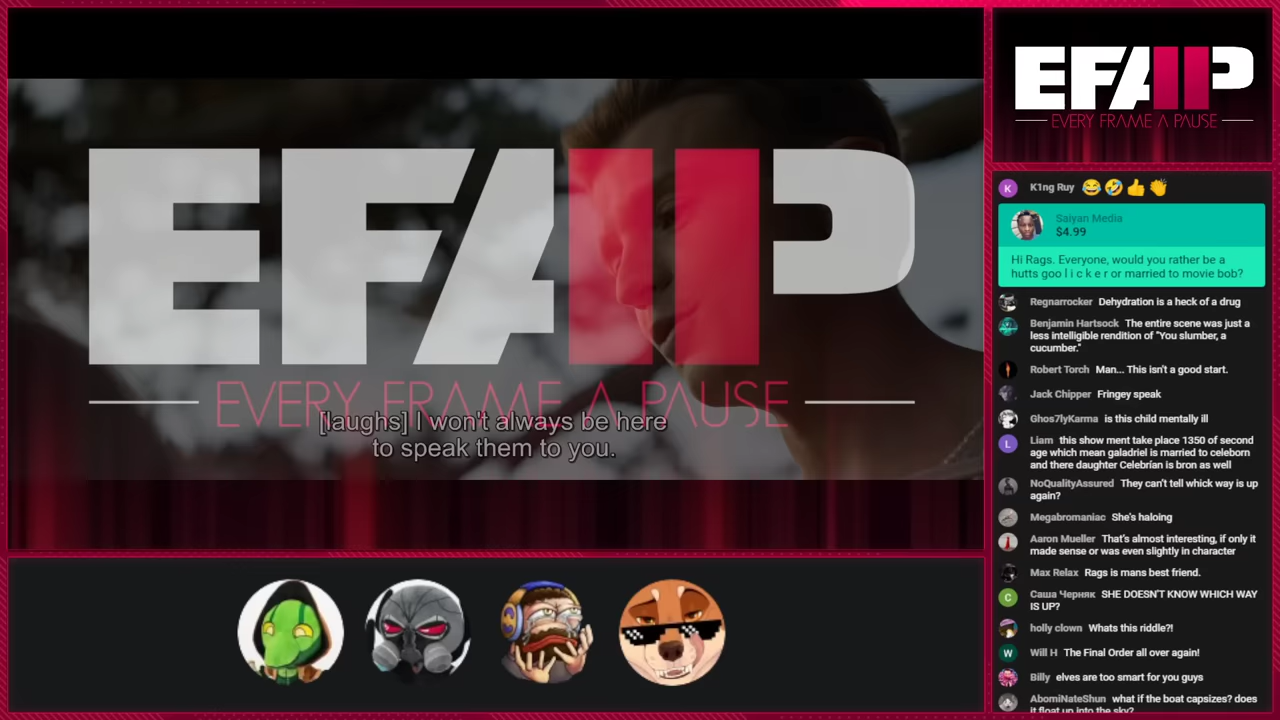 EFAP
EVERY FRAME A PAUSE
[laughs] I won't always be here
to speak them to you.
EFAP
EVERY FRAME A PAUSE
K
K1ng Ruy 😂🤣👍👏
Saiyan Media
$4.99
Hi Rags. Everyone, would you rather be a
hutts goo l i c k e r or married to movie bob?
Regnarrocker Dehydration is a heck of a drug
Benjamin Hartsock The entire scene was just a
less intelligible rendition of "You slumber, a
cucumber."
Robert Torch Man... This isn't a good start.
Jack Chipper Fringey speak
Ghos7lyKarma is this child mentally ill
L
Liam this show ment take place 1350 of second
age which mean galadriel is married to celeborn
and there daughter Celebrían is bron as well
NoQualityAssured They can't tell whick way is up
again?
Megabromaniac She's haloing
Aaron Mueller That's almost interesting, if only it
made sense or was even slightly in character
Max Relax Rags is mans best friend.
C
Саша Черняк SHE DOESN'T KNOW WHICH WAY
IS UP?
holly clown Whats this riddle?!
W
Will H The Final Order all over again!
Billy elves are too smart for you guys
AbomiNateShun what if the boat capsizes? does
it float up into the sky?